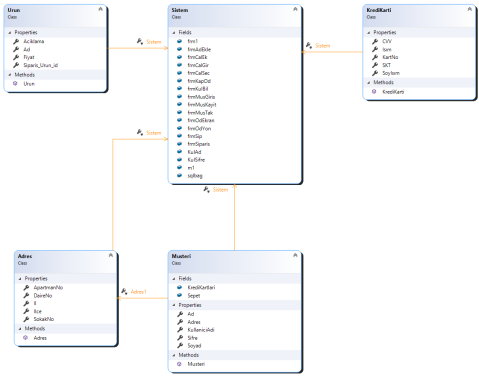 Urun
Class
Properties
Aciklama
Ad
Fiyat
Siparis_Urun_id
Methods
Urun
Sistem
Sistem
Class
Fields
frm1
frmAdEkle
frmCalEk
frmCalGir
frmCalSec
frmKapOd
frmKulBil
frmMusGiris
frmMusKayit
frmMusTak
frmOdEkran
frmOdYon
frmSip
frmSiparis
KulAd
KulSifre
m1
sqlbag
Sistem
KrediKarti
Class
Properties
CVV
Isim
KartNo
SKT
Soyisim
Methods
KrediKarti
Sistem
Sistem
Adres
Class
Properties
ApartmanNo
DaireNo
Il
Ilce
SokakNo
Methods
Adres
Adres1
Musteri
Class
Fields
KrediKartlari
Sepet
Properties
Ad
Adres
KullaniciAdi
Sifre
Soyad
Methods
Musteri